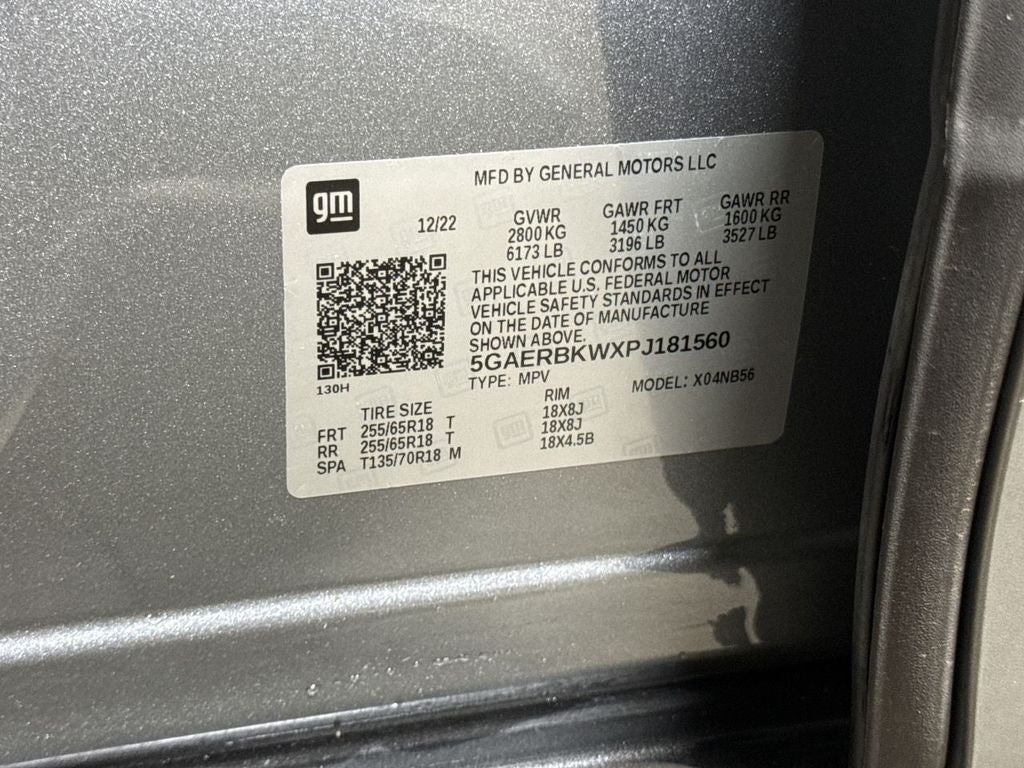 gm
MFD BY GENERAL MOTORS LLC
12/22
GVWR GAWR FRT GAWR RR
2800 KG 1450 KG 1600 KG
6173 LB 3196 LB 3527 LB
THIS VEHICLE CONFORMS TO ALL
APPLICABLE U.S. FEDERAL MOTOR
VEHICLE SAFETY STANDARDS IN EFFECT
ON THE DATE OF MANUFACTURE
SHOWN ABOVE.
5GAERBKWXPJ181560
130H
TYPE: MPV MODEL: X04NB56
TIRE SIZE RIM
FRT 255/65R18 T 18X8J
RR 255/65R18 T 18X8J
SPA T135/70R18 M 18X4.5B